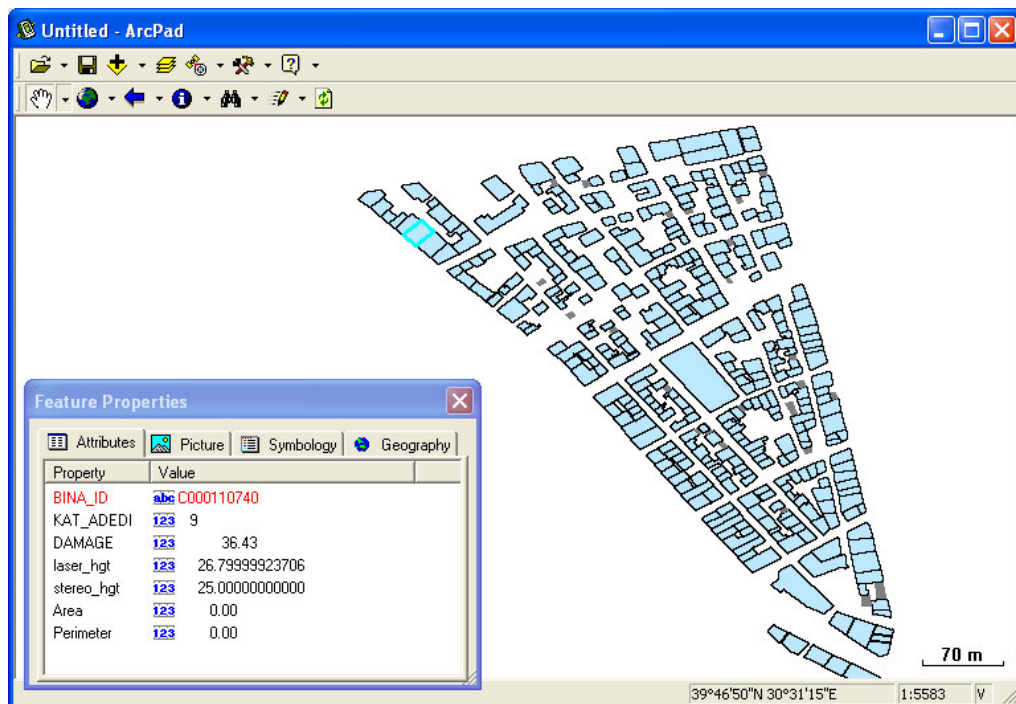 Untitled - ArcPad
70 m
Feature Properties
Attributes Picture Symbology Geography
Property Value
BINA_ID abc C000110740
KAT_ADEDI 123 9
DAMAGE 123 36.43
laser_hgt 123 26.79999923706
stereo_hgt 123 25.00000000000
Area 123 0.00
Perimeter 123 0.00
39°46'50"N 30°31'15"E 1:5583 V